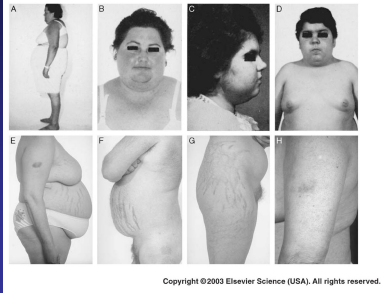 A
B
C
D
E
F
G
H
Copyright ©2003 Elsevier Science (USA). All rights reserved.